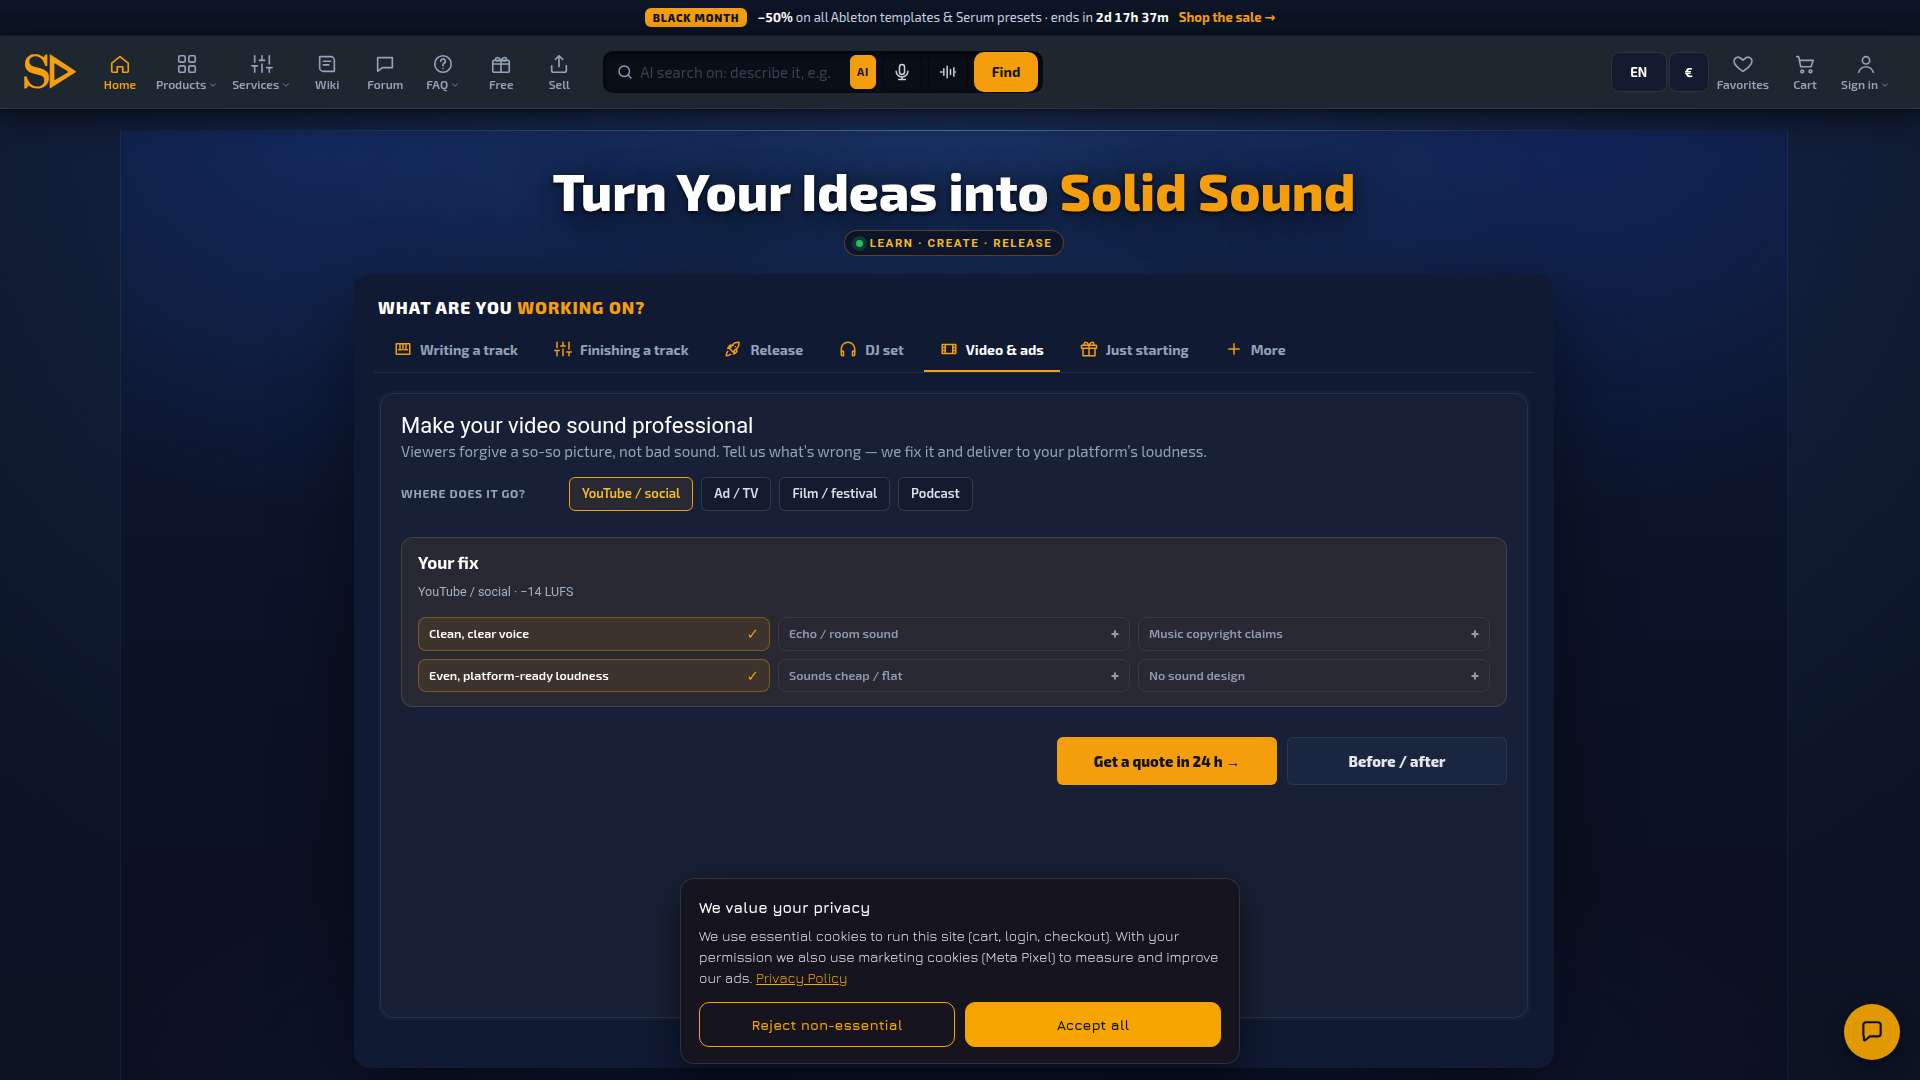 BLACK MONTH −50% on all Ableton templates & Serum presets · ends in 2d 17h 37m Shop the sale →
Home Products Services Wiki Forum FAQ Free Sell
AI search on: describe it, e.g. AI Find
EN € Favorites Cart Sign in
Turn Your Ideas into Solid Sound
LEARN · CREATE · RELEASE
WHAT ARE YOU WORKING ON?
Writing a track Finishing a track Release DJ set Video & ads Just starting More
Make your video sound professional
Viewers forgive a so-so picture, not bad sound. Tell us what's wrong — we fix it and deliver to your platform's loudness.
WHERE DOES IT GO? YouTube / social Ad / TV Film / festival Podcast
Your fix
YouTube / social · −14 LUFS
Clean, clear voice ✓ Echo / room sound + Music copyright claims +
Even, platform-ready loudness ✓ Sounds cheap / flat + No sound design +
Get a quote in 24 h → Before / after
We value your privacy
We use essential cookies to run this site (cart, login, checkout). With your
permission we also use marketing cookies (Meta Pixel) to measure and improve
our ads. Privacy Policy
Reject non-essential Accept all